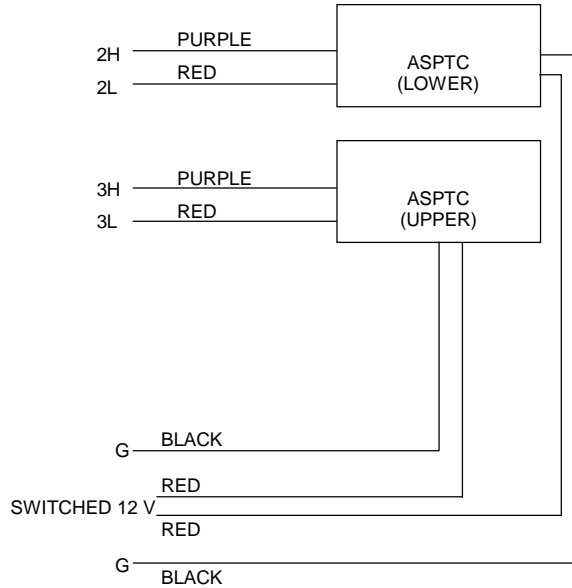 2H
PURPLE
2L
RED
ASPTC
(LOWER)
3H
PURPLE
3L
RED
ASPTC
(UPPER)
G
BLACK
RED
SWITCHED 12 V
RED
G
BLACK